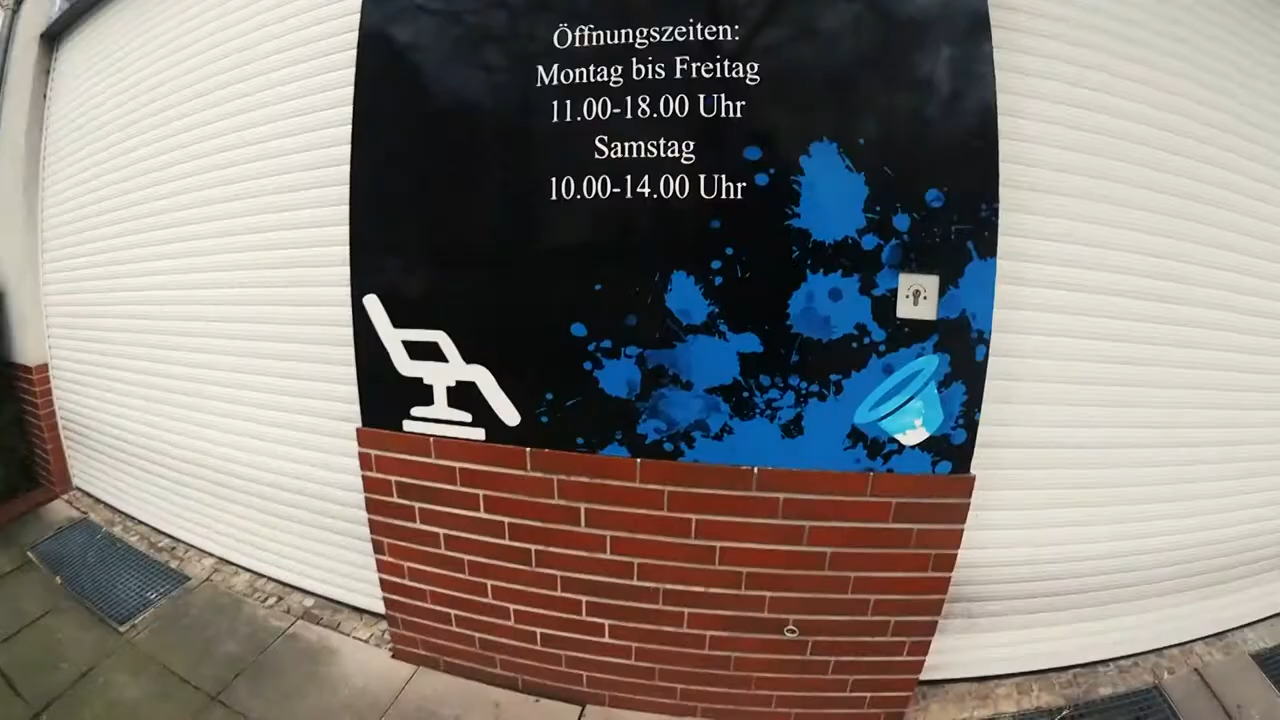 Öffnungszeiten:
Montag bis Freitag
11.00-18.00 Uhr
Samstag
10.00-14.00 Uhr